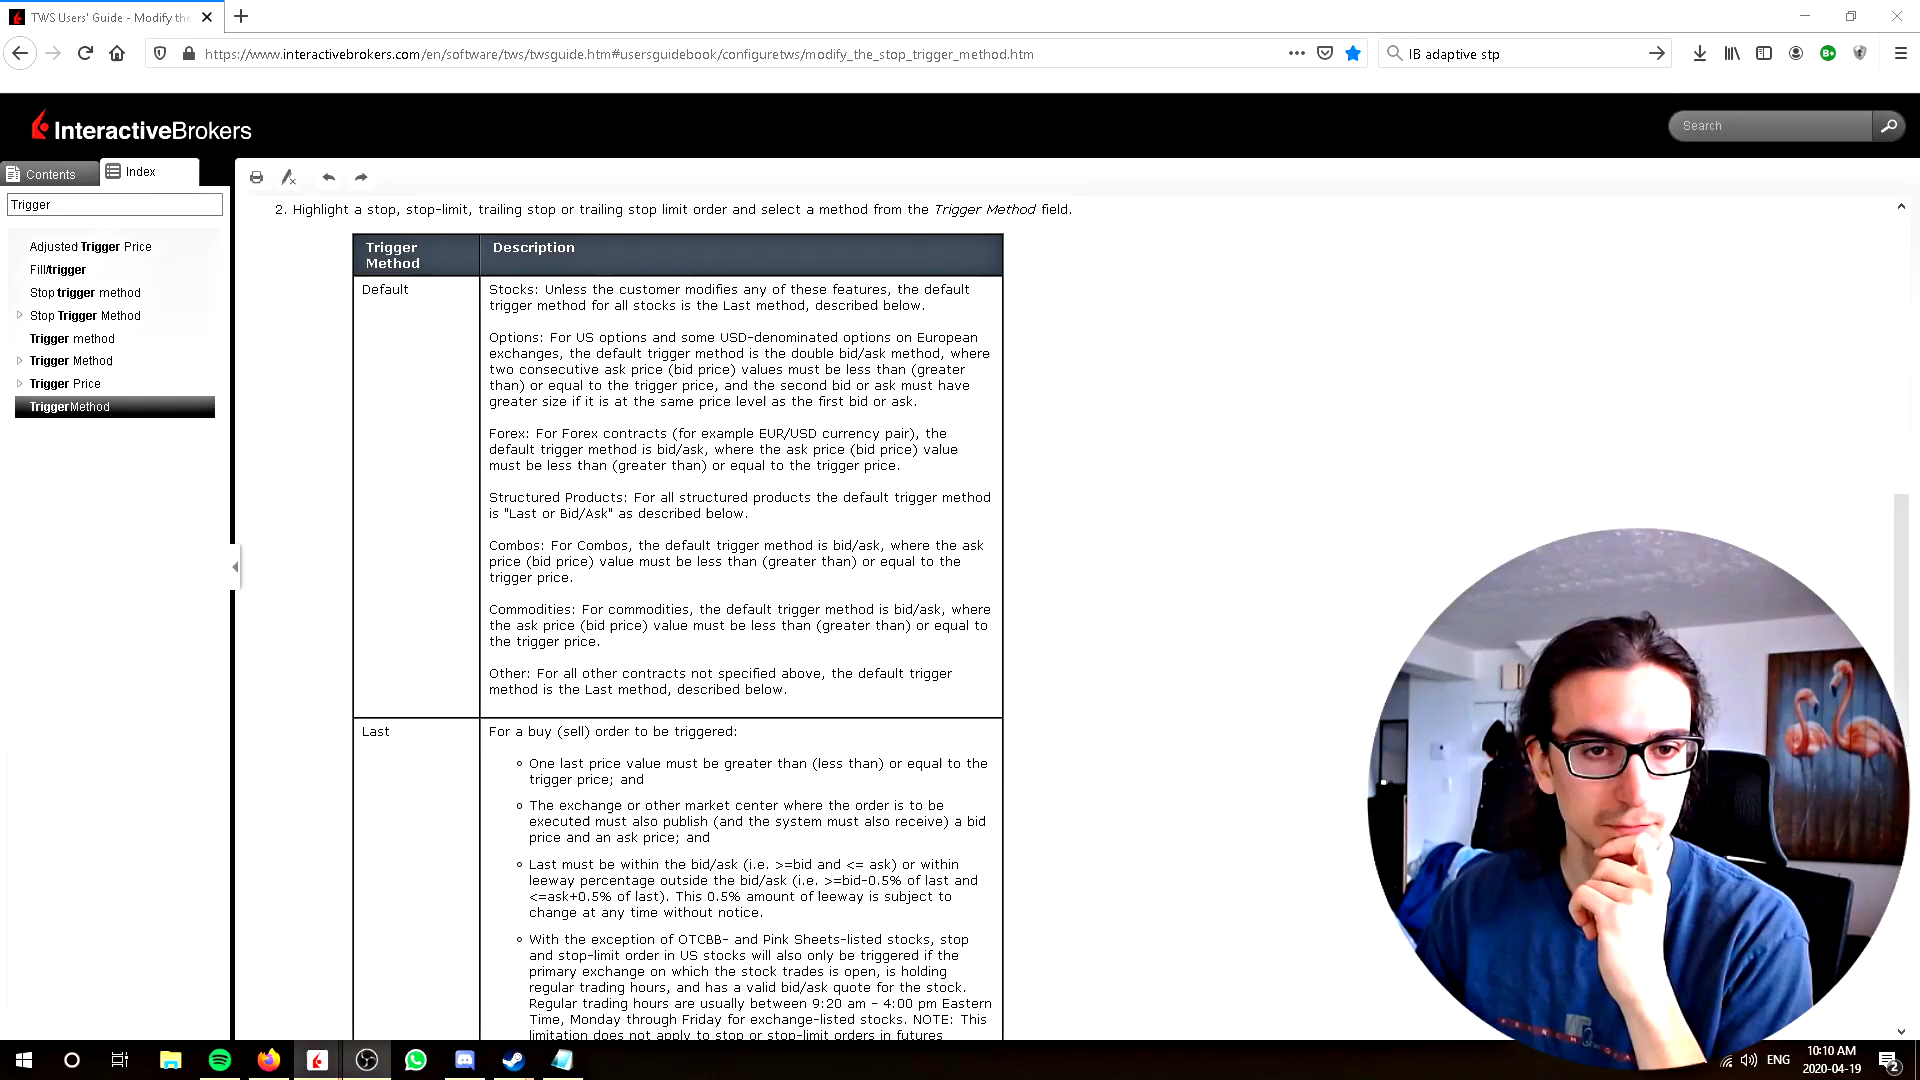 TWS Users' Guide - Modify the
https://www.interactivebrokers.com/en/software/tws/twsguide.htm#usersguidebook/configuretws/modify_the_stop_trigger_method.htm
IB adaptive stp
InteractiveBrokers
Search
Contents
Index
Trigger
Adjusted Trigger Price
Fill/trigger
Stop trigger method
Stop Trigger Method
Trigger method
Trigger Method
Trigger Price
TriggerMethod
2. Highlight a stop, stop-limit, trailing stop or trailing stop limit order and select a method from the Trigger Method field.
Trigger
Method
Description
Default
Stocks: Unless the customer modifies any of these features, the default
trigger method for all stocks is the Last method, described below.
Options: For US options and some USD-denominated options on European
exchanges, the default trigger method is the double bid/ask method, where
two consecutive ask price (bid price) values must be less than (greater
than) or equal to the trigger price, and the second bid or ask must have
greater size if it is at the same price level as the first bid or ask.
Forex: For Forex contracts (for example EUR/USD currency pair), the
default trigger method is bid/ask, where the ask price (bid price) value
must be less than (greater than) or equal to the trigger price.
Structured Products: For all structured products the default trigger method
is "Last or Bid/Ask" as described below.
Combos: For Combos, the default trigger method is bid/ask, where the ask
price (bid price) value must be less than (greater than) or equal to the
trigger price.
Commodities: For commodities, the default trigger method is bid/ask, where
the ask price (bid price) value must be less than (greater than) or equal to
the trigger price.
Other: For all other contracts not specified above, the default trigger
method is the Last method, described below.
Last
For a buy (sell) order to be triggered:
One last price value must be greater than (less than) or equal to the
trigger price; and
The exchange or other market center where the order is to be
executed must also publish (and the system must also receive) a bid
price and an ask price; and
Last must be within the bid/ask (i.e. >=bid and <= ask) or within
leeway percentage outside the bid/ask (i.e. >=bid-0.5% of last and
<=ask+0.5% of last). This 0.5% amount of leeway is subject to
change at any time without notice.
With the exception of OTCBB- and Pink Sheets-listed stocks, stop
and stop-limit order in US stocks will also only be triggered if the
primary exchange on which the stock trades is open, is holding
regular trading hours, and has a valid bid/ask quote for the stock.
Regular trading hours are usually between 9:20 am - 4:00 pm Eastern
Time, Monday through Friday for exchange-listed stocks. NOTE: This
limitation does not apply to stop or stop-limit orders in futures
ENG
10:10 AM
2020-04-19
2